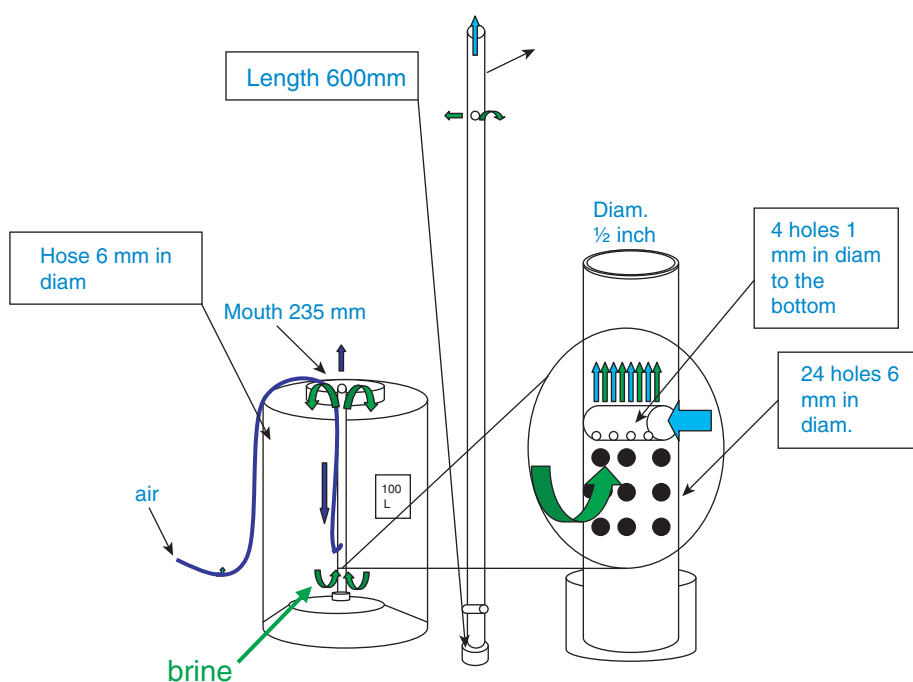 Length 600mm
Diam.
½ inch
4 holes 1
mm in diam
to the
bottom
Hose 6 mm in
diam
Mouth 235 mm
24 holes 6
mm in
diam.
100
L
air
brine